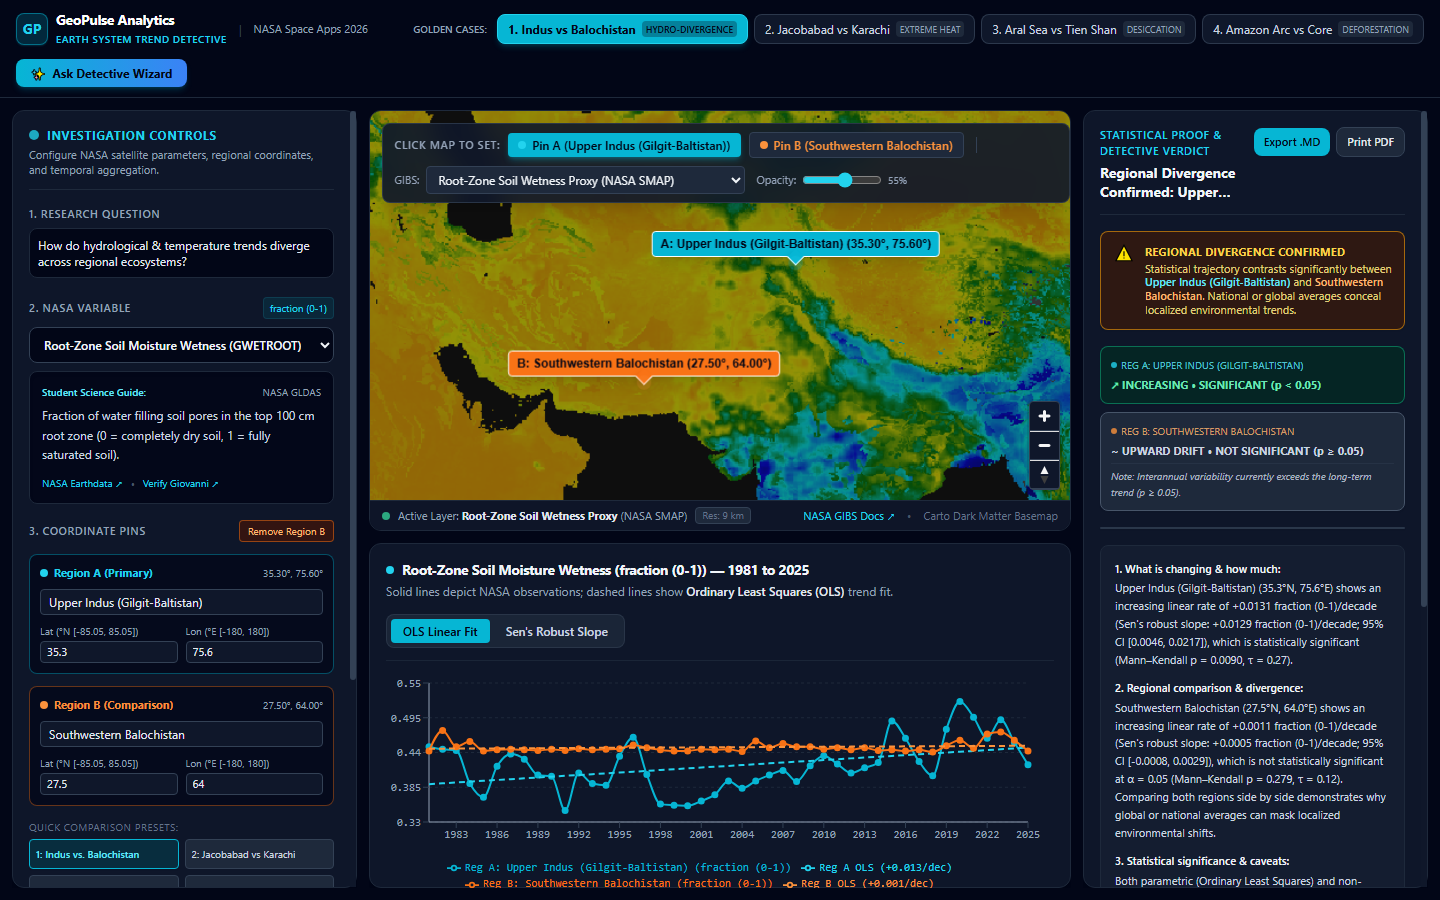 GP
GeoPulse Analytics
EARTH SYSTEM TREND DETECTIVE
NASA Space Apps 2026
GOLDEN CASES:
1. Indus vs Balochistan HYDRO-DIVERGENCE
2. Jacobabad vs Karachi EXTREME HEAT
3. Aral Sea vs Tien Shan DESICCATION
4. Amazon Arc vs Core DEFORESTATION
✨ Ask Detective Wizard
INVESTIGATION CONTROLS
Configure NASA satellite parameters, regional coordinates,
and temporal aggregation.
1. RESEARCH QUESTION
How do hydrological & temperature trends diverge
across regional ecosystems?
2. NASA VARIABLE
fraction (0-1)
Root-Zone Soil Moisture Wetness (GWETROOT)
Student Science Guide:
NASA GLDAS
Fraction of water filling soil pores in the top 100 cm
root zone (0 = completely dry soil, 1 = fully
saturated soil).
NASA Earthdata ↗ • Verify Giovanni ↗
3. COORDINATE PINS
Remove Region B
Region A (Primary)
35.30°, 75.60°
Upper Indus (Gilgit-Baltistan)
Lat (°N [-85.05, 85.05])
Lon (°E [-180, 180])
35.3
75.6
Region B (Comparison)
27.50°, 64.00°
Southwestern Balochistan
Lat (°N [-85.05, 85.05])
Lon (°E [-180, 180])
27.5
64
QUICK COMPARISON PRESETS:
1: Indus vs. Balochistan
2: Jacobabad vs Karachi
CLICK MAP TO SET:
Pin A (Upper Indus (Gilgit-Baltistan))
Pin B (Southwestern Balochistan)
GIBS:
Root-Zone Soil Wetness Proxy (NASA SMAP)
Opacity:
55%
A: Upper Indus (Gilgit-Baltistan) (35.30°, 75.60°)
B: Southwestern Balochistan (27.50°, 64.00°)
Active Layer: Root-Zone Soil Wetness Proxy (NASA SMAP)
Res: 9 km
NASA GIBS Docs ↗ • Carto Dark Matter Basemap
Root-Zone Soil Moisture Wetness (fraction (0-1)) — 1981 to 2025
Solid lines depict NASA observations; dashed lines show Ordinary Least Squares (OLS) trend fit.
OLS Linear Fit
Sen's Robust Slope
0.55
0.495
0.44
0.385
0.33
1983 1986 1989 1992 1995 1998 2001 2004 2007 2010 2013 2016 2019 2022 2025
Reg A: Upper Indus (Gilgit-Baltistan) (fraction (0-1))
Reg A OLS (+0.013/dec)
Reg B: Southwestern Balochistan (fraction (0-1))
Reg B OLS (+0.001/dec)
STATISTICAL PROOF &
DETECTIVE VERDICT
Export .MD
Print PDF
Regional Divergence
Confirmed: Upper...
REGIONAL DIVERGENCE CONFIRMED
Statistical trajectory contrasts significantly between
Upper Indus (Gilgit-Baltistan) and Southwestern
Balochistan. National or global averages conceal
localized environmental trends.
REG A: UPPER INDUS (GILGIT-BALTISTAN)
↗ INCREASING • SIGNIFICANT (p < 0.05)
REG B: SOUTHWESTERN BALOCHISTAN
~ UPWARD DRIFT • NOT SIGNIFICANT (p ≥ 0.05)
Note: Interannual variability currently exceeds the long-term
trend (p ≥ 0.05).
1. What is changing & how much:
Upper Indus (Gilgit-Baltistan) (35.3°N, 75.6°E) shows an
increasing linear rate of +0.0131 fraction (0-1)/decade
(Sen's robust slope: +0.0129 fraction (0-1)/decade; 95%
CI [0.0046, 0.0217]), which is statistically significant
(Mann–Kendall p = 0.0090, τ = 0.27).
2. Regional comparison & divergence:
Southwestern Balochistan (27.5°N, 64.0°E) shows an
increasing linear rate of +0.0011 fraction (0-1)/decade
(Sen's robust slope: +0.0005 fraction (0-1)/decade; 95%
CI [-0.0008, 0.0029]), which is not statistically significant
at α = 0.05 (Mann–Kendall p = 0.279, τ = 0.12).
Comparing both regions side by side demonstrates why
global or national averages can mask localized
environmental shifts.
3. Statistical significance & caveats:
Both parametric (Ordinary Least Squares) and non-